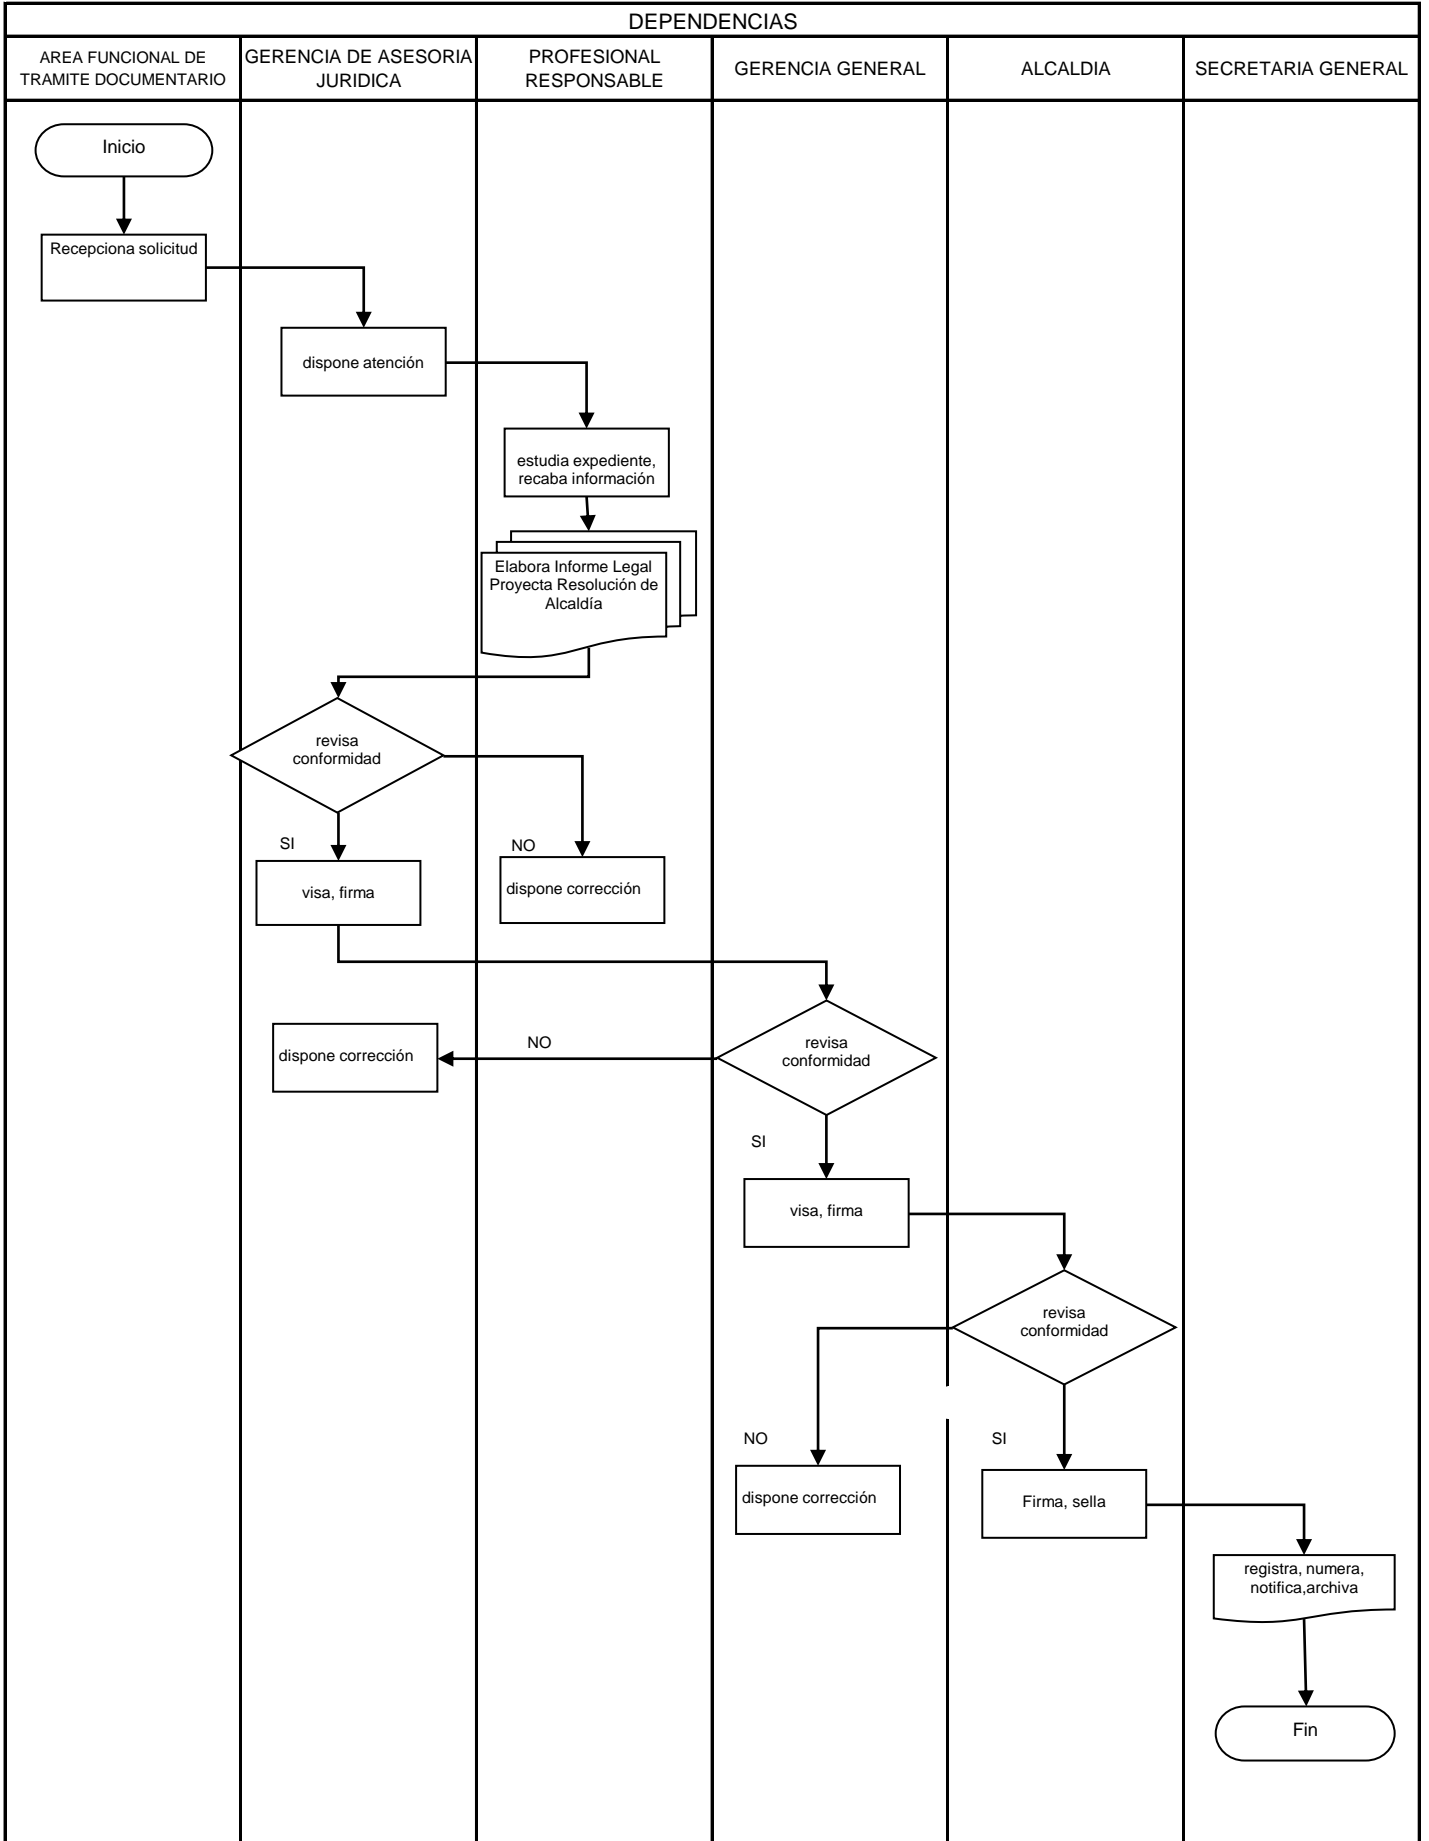 DEPENDENCIAS
AREA FUNCIONAL DE
TRAMITE DOCUMENTARIO
GERENCIA DE ASESORIA
JURIDICA
PROFESIONAL
RESPONSABLE
GERENCIA GENERAL
ALCALDIA
SECRETARIA GENERAL
Inicio
Recepciona solicitud
dispone atención
estudia expediente,
recaba información
Elabora Informe Legal
Proyecta Resolución de
Alcaldía
revisa
conformidad
SI
NO
visa, firma
dispone corrección
dispone corrección
NO
revisa
conformidad
SI
visa, firma
revisa
conformidad
NO
SI
dispone corrección
Firma, sella
registra, numera,
notifica,archiva
Fin